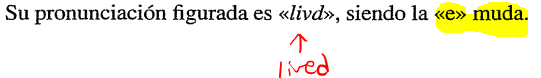 Su pronunciación figurada es «livd», siendo la «e» muda.
lived